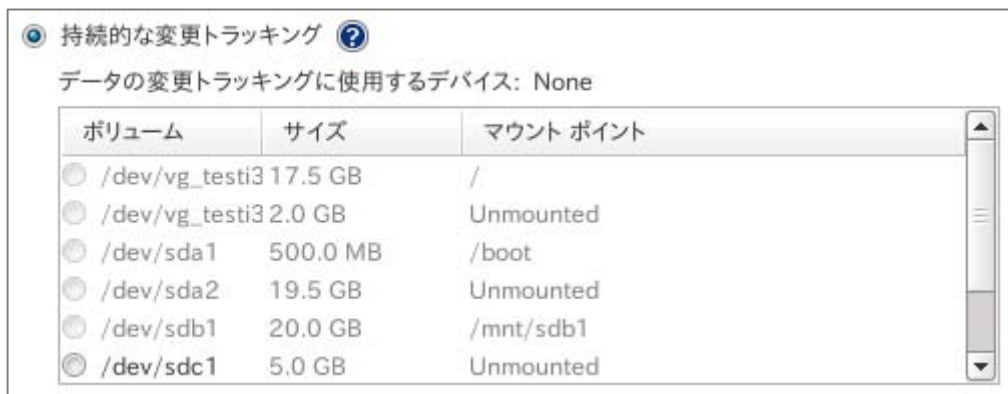 持続的な変更トラッキング ?
データの変更トラッキングに使用するデバイス: None
ボリューム サイズ マウント ポイント
/dev/vg_testi3 17.5 GB /
/dev/vg_testi3 2.0 GB Unmounted
/dev/sda1 500.0 MB /boot
/dev/sda2 19.5 GB Unmounted
/dev/sdb1 20.0 GB /mnt/sdb1
/dev/sdc1 5.0 GB Unmounted